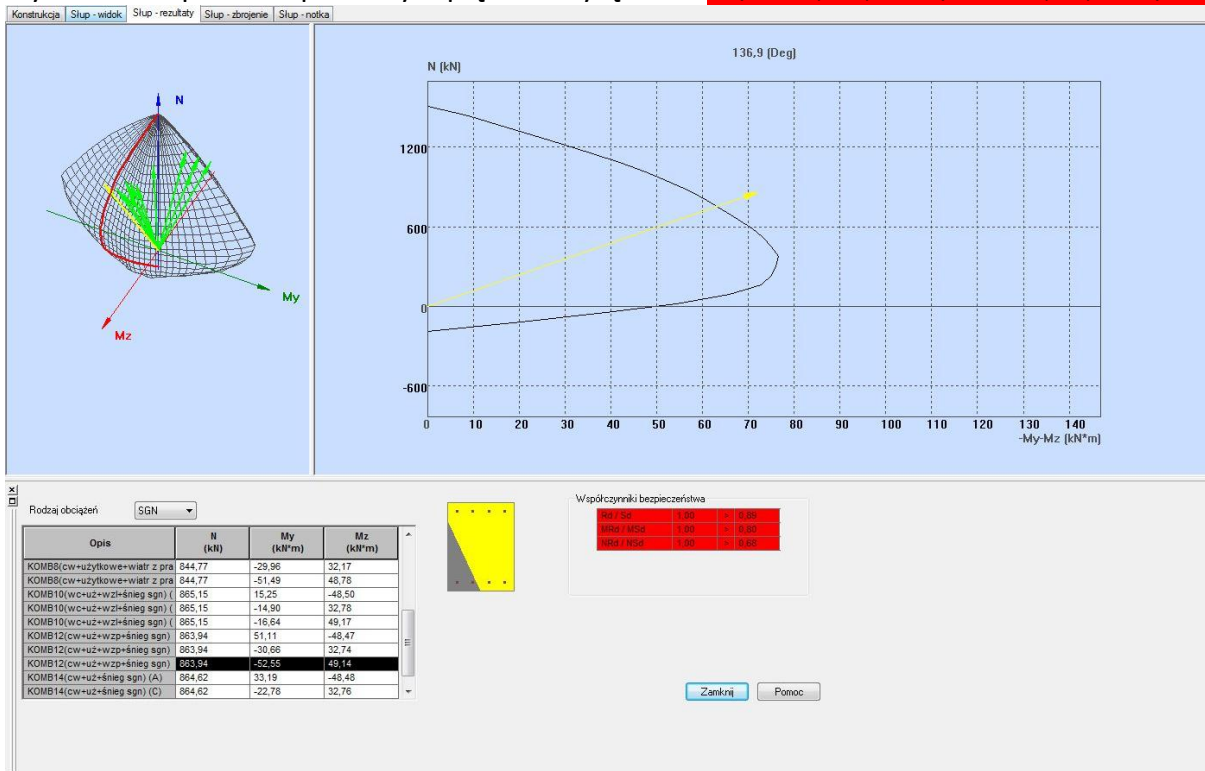 Konstrukcja Słup - widok Słup - rezultaty Słup - zbrojenie Słup - notka
136,9 (Deg)
N (kN)
N
My
Mz
1200
600
0
-600
0 10 20 30 40 50 60 70 80 90 100 110 120 130 140
-My-Mz (kN*m)
Rodzaj obciążeń SGN
Współczynniki bezpieczeństwa
Rd / Sd 1,00 > 0,89
MRd / MSd 1,00 > 0,80
NRd / NSd 1,00 > 0,68
Opis N (kN) My (kN*m) Mz (kN*m)
KOMB8(cw+użytkowe+wiatr z pra 844,77 -29,96 32,17
KOMB8(cw+użytkowe+wiatr z pra 844,77 -51,49 48,78
KOMB10(wc+uż+wzl+śnieg sgn) ( 865,15 15,25 -48,50
KOMB10(wc+uż+wzl+śnieg sgn) ( 865,15 -14,90 32,78
KOMB10(wc+uż+wzl+śnieg sgn) ( 865,15 -16,64 49,17
KOMB12(cw+uż+wzp+śnieg sgn) 863,94 51,11 -48,47
KOMB12(cw+uż+wzp+śnieg sgn) 863,94 -30,66 32,74
KOMB12(cw+uż+wzp+śnieg sgn) 863,94 -52,55 49,14
KOMB14(cw+uż+śnieg sgn) (A) 864,62 33,19 -48,48
KOMB14(cw+uż+śnieg sgn) (C) 864,62 -22,78 32,76
Zamknij Pomoc